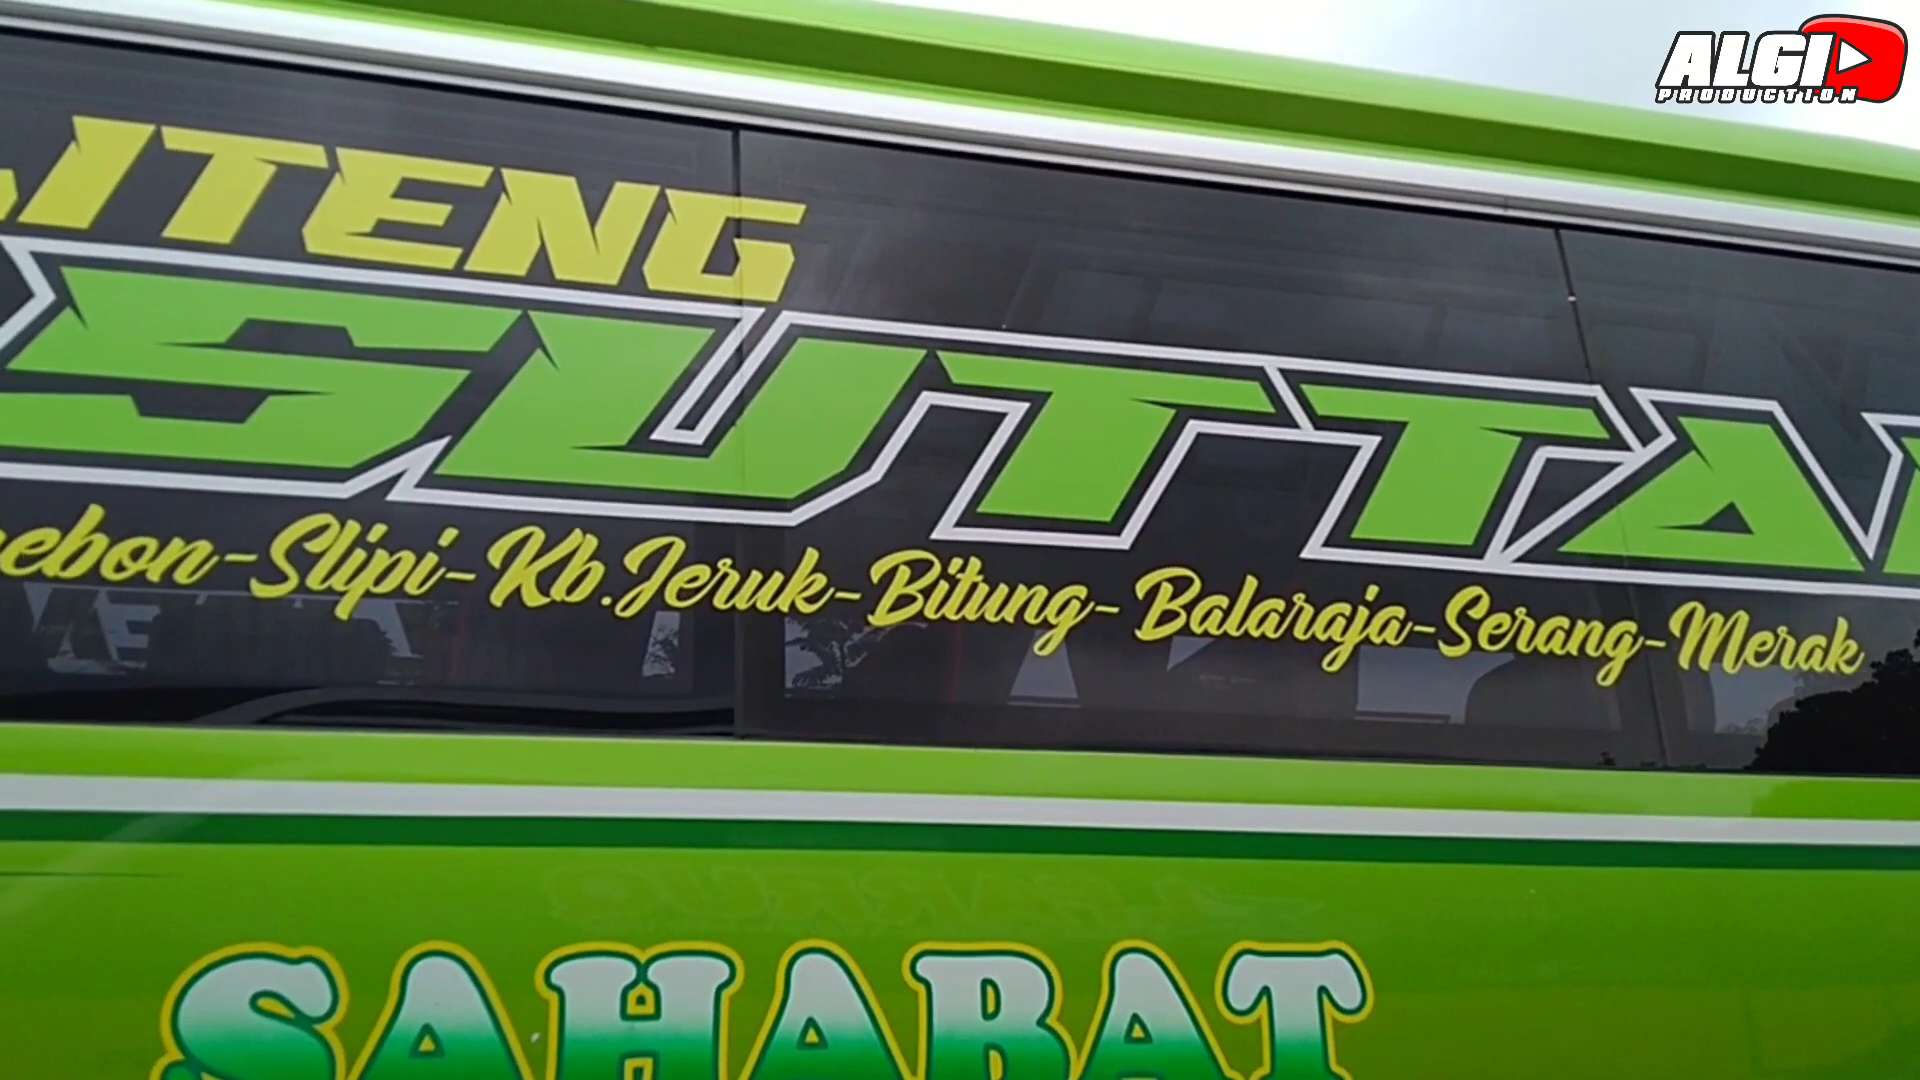 ALGI
PRODUCTION
ITENG
SUTTA
ebon-Slipi-Kb.Jeruk-Bitung-Balaraja-Serang-Merak
SAHABAT